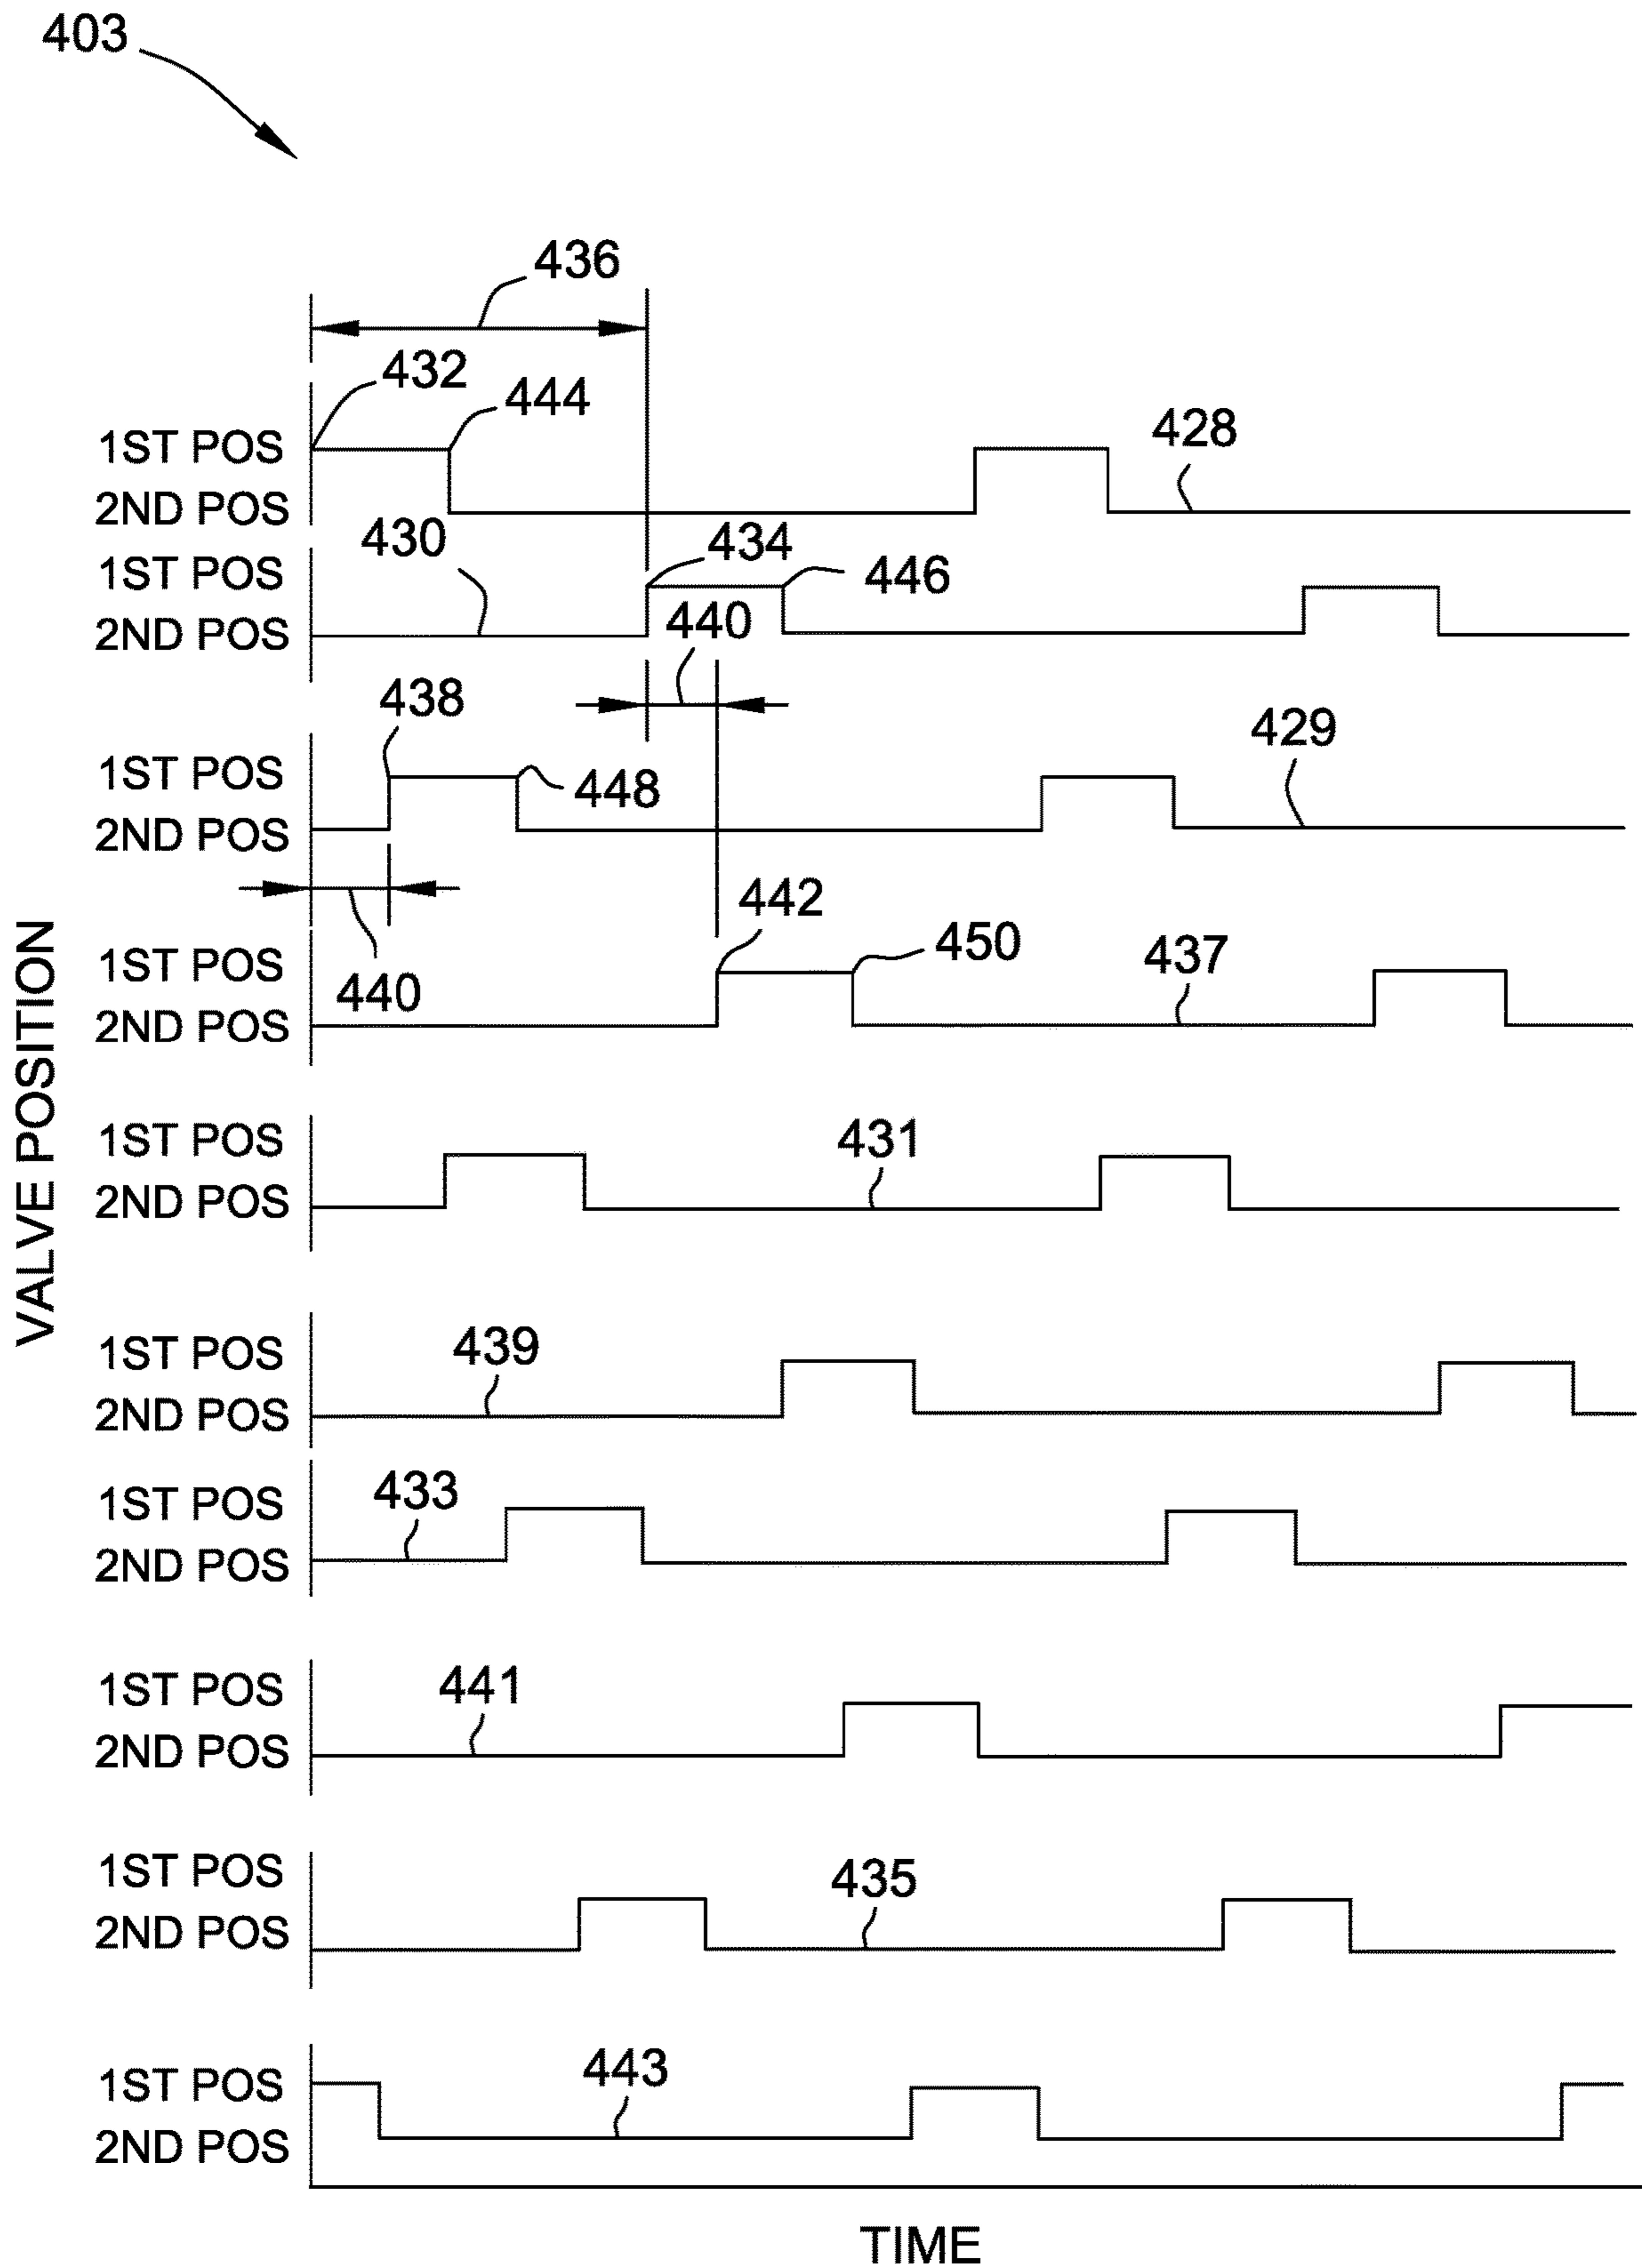 403
436
432
444
1ST POS
428
2ND POS
430
434
1ST POS
446
2ND POS
440
438
429
1ST POS
448
2ND POS
442
450
1ST POS
437
440
2ND POS
VALVE POSITION
1ST POS
431
2ND POS
1ST POS
439
2ND POS
433
1ST POS
2ND POS
1ST POS
441
2ND POS
1ST POS
435
2ND POS
1ST POS
443
2ND POS
TIME